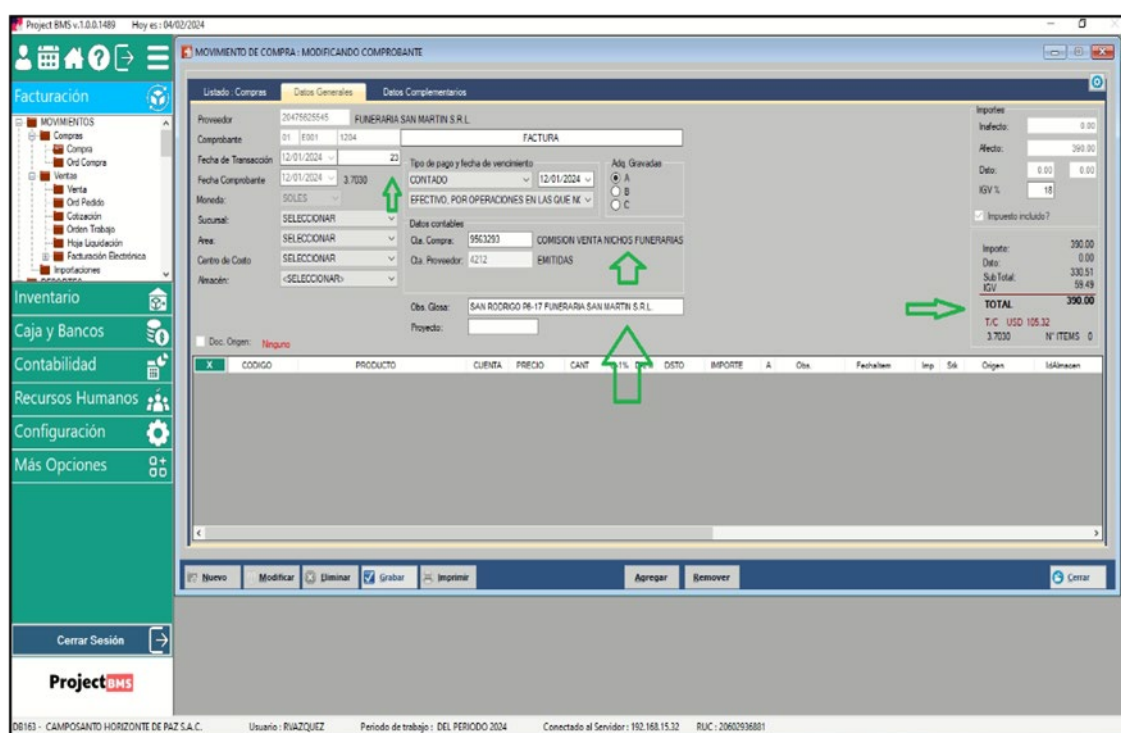 Project BMS v.1.0.0.1489 Hoy es : 04/02/2024
MOVIMIENTO DE COMPRA : MODIFICANDO COMPROBANTE
Facturación
MOVIMIENTOS
Compras
Compra
Ord Compra
Ventas
Venta
Ord Pedido
Cotización
Orden Trabajo
Hoja Liquidación
Facturación Electrónica
Importaciones
REPORTES
Inventario
Caja y Bancos
Contabilidad
Recursos Humanos
Configuración
Más Opciones
Cerrar Sesión
Project BMS
Listado : Compras Datos Generales Datos Complementarios
Proveedor 20475625545 FUNERARIA SAN MARTIN S.R.L.
Comprobante 01 E001 1204 FACTURA
Fecha de Transacción 12/01/2024 23
Fecha Comprobante 12/01/2024 3.7030
Moneda: SOLES
Sucursal: SELECCIONAR
Area: SELECCIONAR
Centro de Costo SELECCIONAR
Almacén: <SELECCIONAR>
Tipo de pago y fecha de vencimiento
CONTADO 12/01/2024
EFECTIVO, POR OPERACIONES EN LAS QUE NO
Adq. Gravadas
A
B
C
Datos contables
Cta. Compra: 9563293 COMISION VENTA NICHOS FUNERARIAS
Cta. Proveedor: 4212 EMITIDAS
Obs. Glosa: SAN RODRIGO P6-17 FUNERARIA SAN MARTIN S.R.L.
Proyecto:
Doc. Origen: Ninguno
Importes
Inafecto: 0.00
Afecto: 390.00
Dsto: 0.00 0.00
IGV % 18
Impuesto incluido?
Importe: 390.00
Dsto: 0.00
SubTotal: 330.51
IGV 59.49
TOTAL 390.00
T/C USD 105.32
3.7030 N° ITEMS 0
X CODIGO PRODUCTO CUENTA PRECIO CANT DSTO IMPORTE A Obs. FechaItem Imp Stk Origen IdAlmacen
Nuevo Modificar Eliminar Grabar Imprimir Agregar Remover Cerrar
DB163 - CAMPOSANTO HORIZONTE DE PAZ S.A.C. Usuario : RVAZQUEZ Periodo de trabajo : DEL PERIODO 2024 Conectado al Servidor : 192.168.15.32 RUC : 20602936881